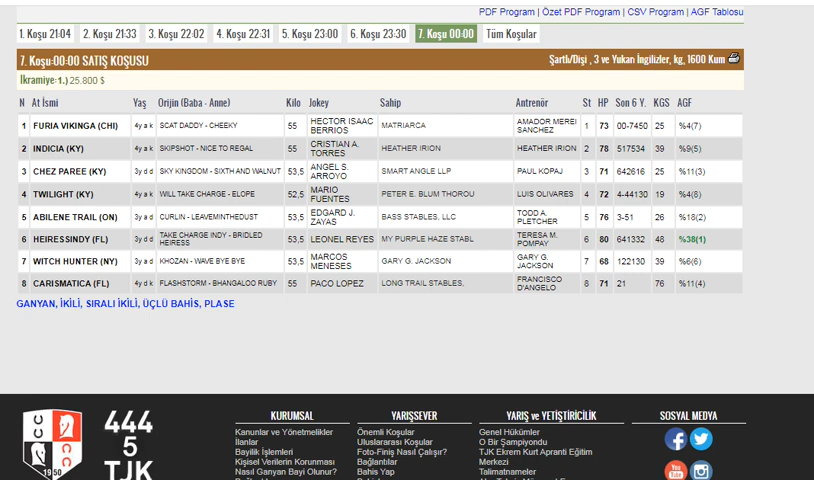 PDF Program | Özet PDF Program | CSV Program | AGF Tablosu
1. Koşu 21:04 2. Koşu 21:33 3. Koşu 22:02 4. Koşu 22:31 5. Koşu 23:00 6. Koşu 23:30 7. Koşu 00:00 Tüm Koşular
7. Koşu:00:00 SATIŞ KOŞUSU Şartlı/Dişi , 3 ve Yukarı İngilizler, kg, 1600 Kum
İkramiye: 1.) 25.800 $
N At İsmi Yaş Orijin (Baba - Anne) Kilo Jokey Sahip Antrenör St HP Son 6 Y. KGS AGF
1 FURIA VIKINGA (CHI) 4y a k SCAT DADDY - CHEEKY 55 HECTOR ISAAC BERRIOS MATRIARCA AMADOR MEREI SANCHEZ 1 73 00-7450 25 %4(7)
2 INDICIA (KY) 4y a k SKIPSHOT - NICE TO REGAL 55 CRISTIAN A. TORRES HEATHER IRION HEATHER IRION 2 78 517534 39 %9(5)
3 CHEZ PAREE (KY) 3y d d SKY KINGDOM - SIXTH AND WALNUT 53,5 ANGEL S. ARROYO SMART ANGLE LLP PAUL KOPAJ 3 71 642616 25 %11(3)
4 TWILIGHT (KY) 4y a k WILL TAKE CHARGE - ELOPE 52,5 MARIO FUENTES PETER E. BLUM THOROU LUIS OLIVARES 4 72 4-44130 19 %4(8)
5 ABILENE TRAIL (ON) 3y a d CURLIN - LEAVEMINTHEDUST 53,5 EDGARD J. ZAYAS BASS STABLES, LLC TODD A. PLETCHER 5 76 3-51 26 %18(2)
6 HEIRESSINDY (FL) 3y d d TAKE CHARGE INDY - BRIDLED HEIRESS 53,5 LEONEL REYES MY PURPLE HAZE STABL TERESA M. POMPAY 6 80 641332 48 %38(1)
7 WITCH HUNTER (NY) 3y a d KHOZAN - WAVE BYE BYE 53,5 MARCOS MENESES GARY G. JACKSON GARY G. JACKSON 7 68 122130 39 %6(6)
8 CARISMATICA (FL) 4y d k FLASHSTORM - BHANGALOO RUBY 55 PACO LOPEZ LONG TRAIL STABLES, FRANCISCO D'ANGELO 8 71 21 76 %11(4)
GANYAN, İKİLİ, SIRALI İKİLİ, ÜÇLÜ BAHİS, PLASE
1950
444
5
TJK
KURUMSAL
Kanunlar ve Yönetmelikler
İlanlar
Bayilik İşlemleri
Kişisel Verilerin Korunması
Nasıl Ganyan Bayi Olunur?
YARIŞSEVER
Önemli Koşular
Uluslararası Koşular
Foto-Finiş Nasıl Çalışır?
Bağlantılar
Bahis Yap
YARIŞ ve YETİŞTİRİCİLİK
Genel Hükümler
O Bir Şampiyondu
TJK Ekrem Kurt Apranti Eğitim
Merkezi
Talimatnameler
SOSYAL MEDYA
You